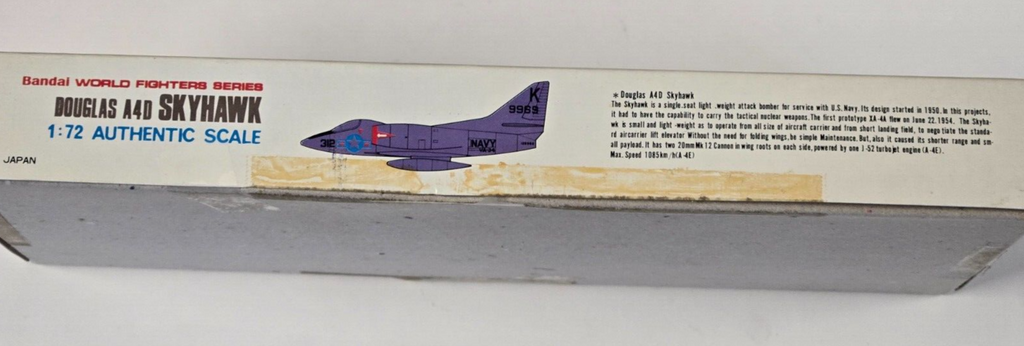 Bandai WORLD FIGHTERS SERIES
DOUGLAS A4D SKYHAWK
1:72 AUTHENTIC SCALE
JAPAN
K
9989
312
NAVY
* Douglas A4D Skyhawk
The Skyhawk is a single.seat light .weight attack bomber for service with U.S. Navy. Its design started in 1950. In this projects,
it had to have the capability to carry the tactical nuclear weapons. The first prototype XA-4A flew on June 22. 1954. The Skyha-
wk is small and light-weight as to operate from all size of aircraft carrier and from short landing field, to negotiate the standa-
rd aircarrier lift elevator Without the need for folding wings, be simple Maintenance. But, also it caused its shorter range and sm-
all payload. It has two 20mm Mk 12 Cannon in wing roots on each side, powered by one J-52 turbojet engine (A-4E).
Max. Speed 1085km/h(A-4E)